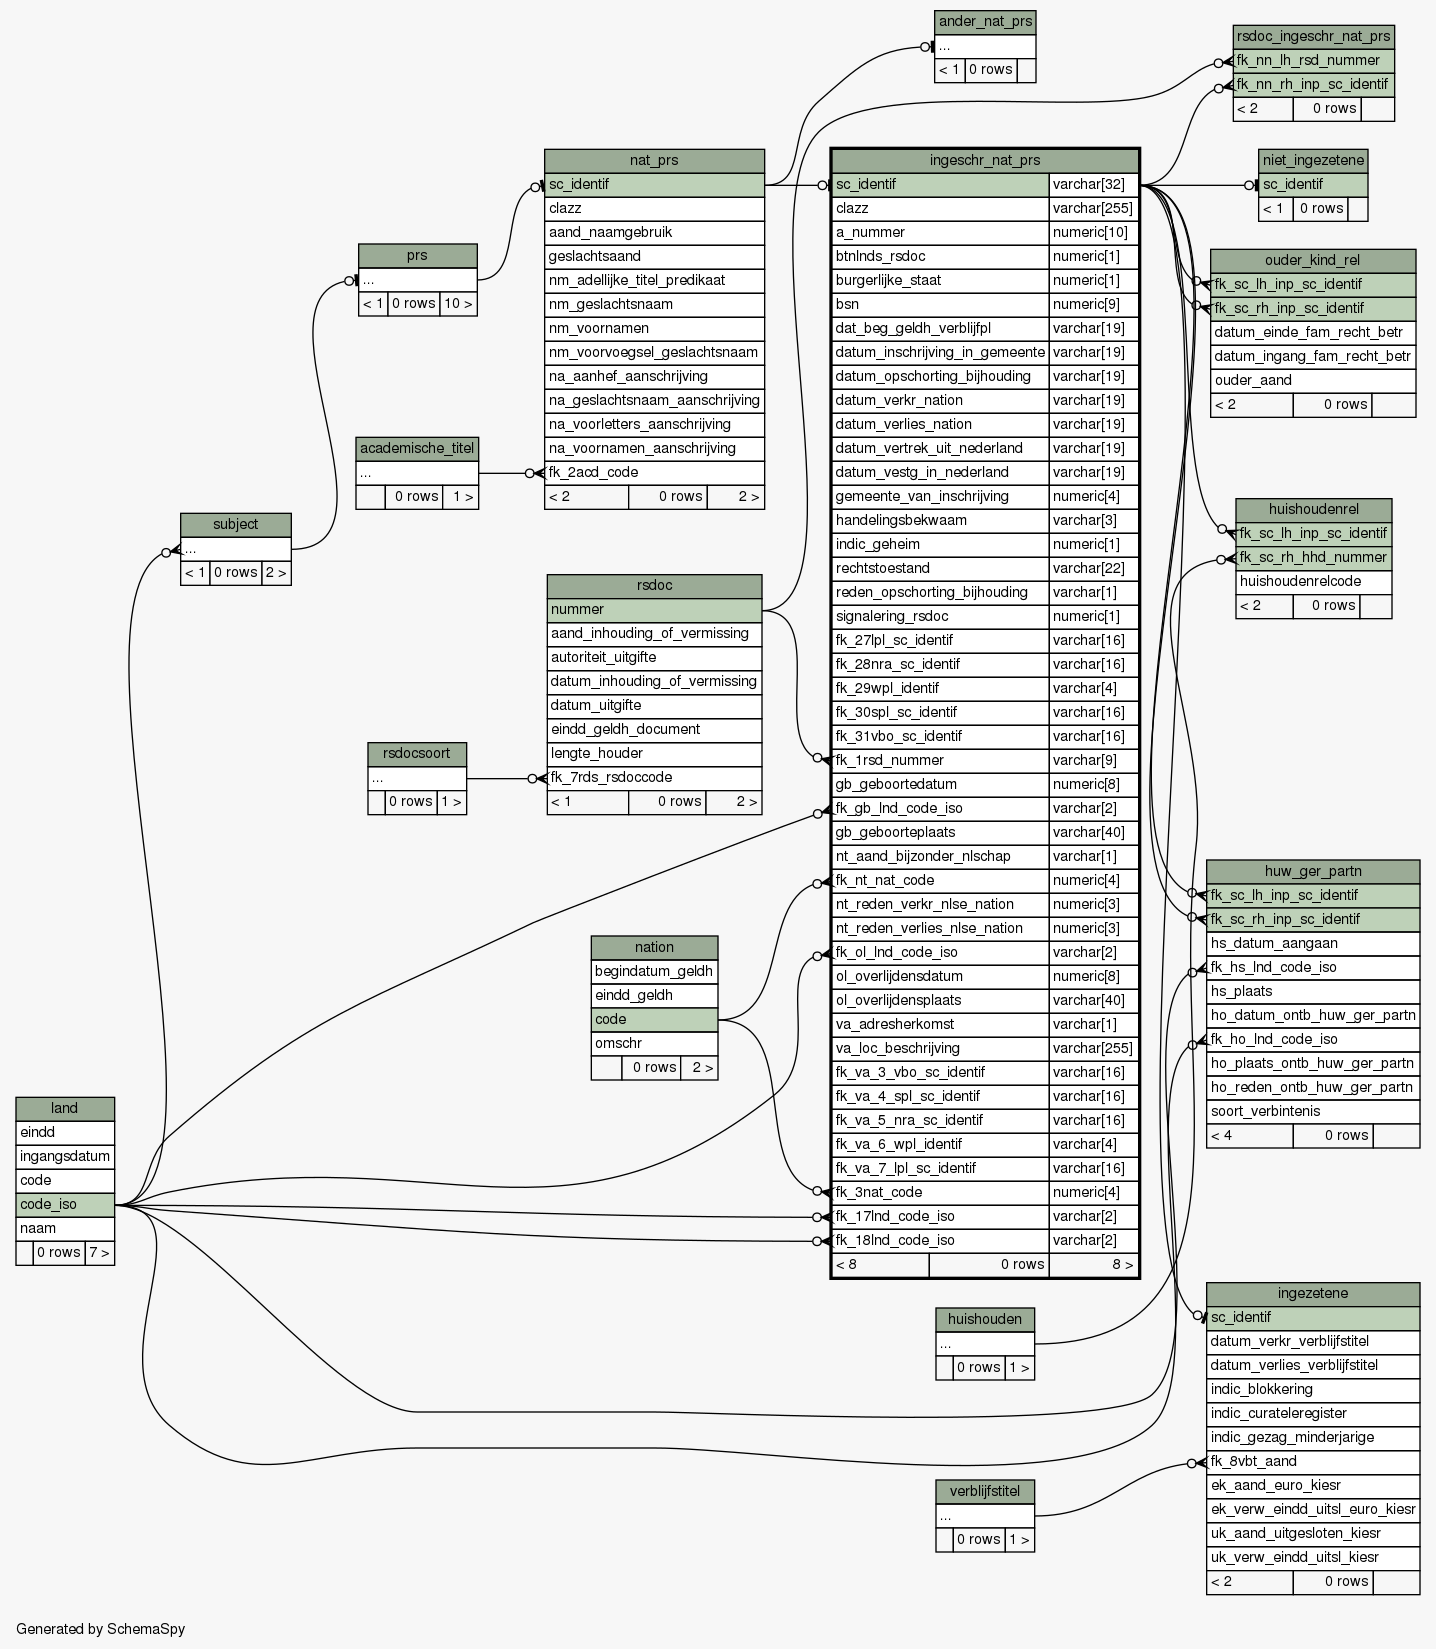 ander_nat_prs
...
< 1 0 rows
rsdoc_ingeschr_nat_prs
fk_nn_lh_rsd_nummer
fk_nn_rh_inp_sc_identif
< 2 0 rows
nat_prs
sc_identif
clazz
aand_naamgebruik
geslachtsaand
nm_adellijke_titel_predikaat
nm_geslachtsnaam
nm_voornamen
nm_voorvoegsel_geslachtsnaam
na_aanhef_aanschrijving
na_geslachtsnaam_aanschrijving
na_voorletters_aanschrijving
na_voornamen_aanschrijving
fk_2acd_code
< 2 0 rows 2 >
ingeschr_nat_prs
sc_identif varchar[32]
clazz varchar[255]
a_nummer numeric[10]
btnlnds_rsdoc numeric[1]
burgerlijke_staat numeric[1]
bsn numeric[9]
dat_beg_geldh_verblijfpl varchar[19]
datum_inschrijving_in_gemeente varchar[19]
datum_opschorting_bijhouding varchar[19]
datum_verkr_nation varchar[19]
datum_verlies_nation varchar[19]
datum_vertrek_uit_nederland varchar[19]
datum_vestg_in_nederland varchar[19]
gemeente_van_inschrijving numeric[4]
handelingsbekwaam varchar[3]
indic_geheim numeric[1]
rechtstoestand varchar[22]
reden_opschorting_bijhouding varchar[1]
signalering_rsdoc numeric[1]
fk_27lpl_sc_identif varchar[16]
fk_28nra_sc_identif varchar[16]
fk_29wpl_identif varchar[4]
fk_30spl_sc_identif varchar[16]
fk_31vbo_sc_identif varchar[16]
fk_1rsd_nummer varchar[9]
gb_geboortedatum numeric[8]
fk_gb_lnd_code_iso varchar[2]
gb_geboorteplaats varchar[40]
nt_aand_bijzonder_nlschap varchar[1]
fk_nt_nat_code numeric[4]
nt_reden_verkr_nlse_nation numeric[3]
nt_reden_verlies_nlse_nation numeric[3]
fk_ol_lnd_code_iso varchar[2]
ol_overlijdensdatum numeric[8]
ol_overlijdensplaats varchar[40]
va_adresherkomst varchar[1]
va_loc_beschrijving varchar[255]
fk_va_3_vbo_sc_identif varchar[16]
fk_va_4_spl_sc_identif varchar[16]
fk_va_5_nra_sc_identif varchar[16]
fk_va_6_wpl_identif varchar[4]
fk_va_7_lpl_sc_identif varchar[16]
fk_3nat_code numeric[4]
fk_17lnd_code_iso varchar[2]
fk_18lnd_code_iso varchar[2]
< 8 0 rows 8 >
niet_ingezetene
sc_identif
< 1 0 rows
prs
...
< 1 0 rows 10 >
ouder_kind_rel
fk_sc_lh_inp_sc_identif
fk_sc_rh_inp_sc_identif
datum_einde_fam_recht_betr
datum_ingang_fam_recht_betr
ouder_aand
< 2 0 rows
academische_titel
...
0 rows 1 >
subject
...
< 1 0 rows 2 >
huishoudenrel
fk_sc_lh_inp_sc_identif
fk_sc_rh_hhd_nummer
huishoudenrelcode
< 2 0 rows
rsdoc
nummer
aand_inhouding_of_vermissing
autoriteit_uitgifte
datum_inhouding_of_vermissing
datum_uitgifte
eindd_geldh_document
lengte_houder
fk_7rds_rsdoccode
< 1 0 rows 2 >
rsdocsoort
...
0 rows 1 >
huw_ger_partn
fk_sc_lh_inp_sc_identif
fk_sc_rh_inp_sc_identif
hs_datum_aangaan
fk_hs_lnd_code_iso
hs_plaats
ho_datum_ontb_huw_ger_partn
fk_ho_lnd_code_iso
ho_plaats_ontb_huw_ger_partn
ho_reden_ontb_huw_ger_partn
soort_verbintenis
< 4 0 rows
nation
begindatum_geldh
eindd_geldh
code
omschr
0 rows 2 >
land
eindd
ingangsdatum
code
code_iso
naam
0 rows 7 >
huishouden
...
0 rows 1 >
ingezetene
sc_identif
datum_verkr_verblijfstitel
datum_verlies_verblijfstitel
indic_blokkering
indic_curateleregister
indic_gezag_minderjarige
fk_8vbt_aand
ek_aand_euro_kiesr
ek_verw_eindd_uitsl_euro_kiesr
uk_aand_uitgesloten_kiesr
uk_verw_eindd_uitsl_kiesr
< 2 0 rows
verblijfstitel
...
0 rows 1 >
Generated by SchemaSpy